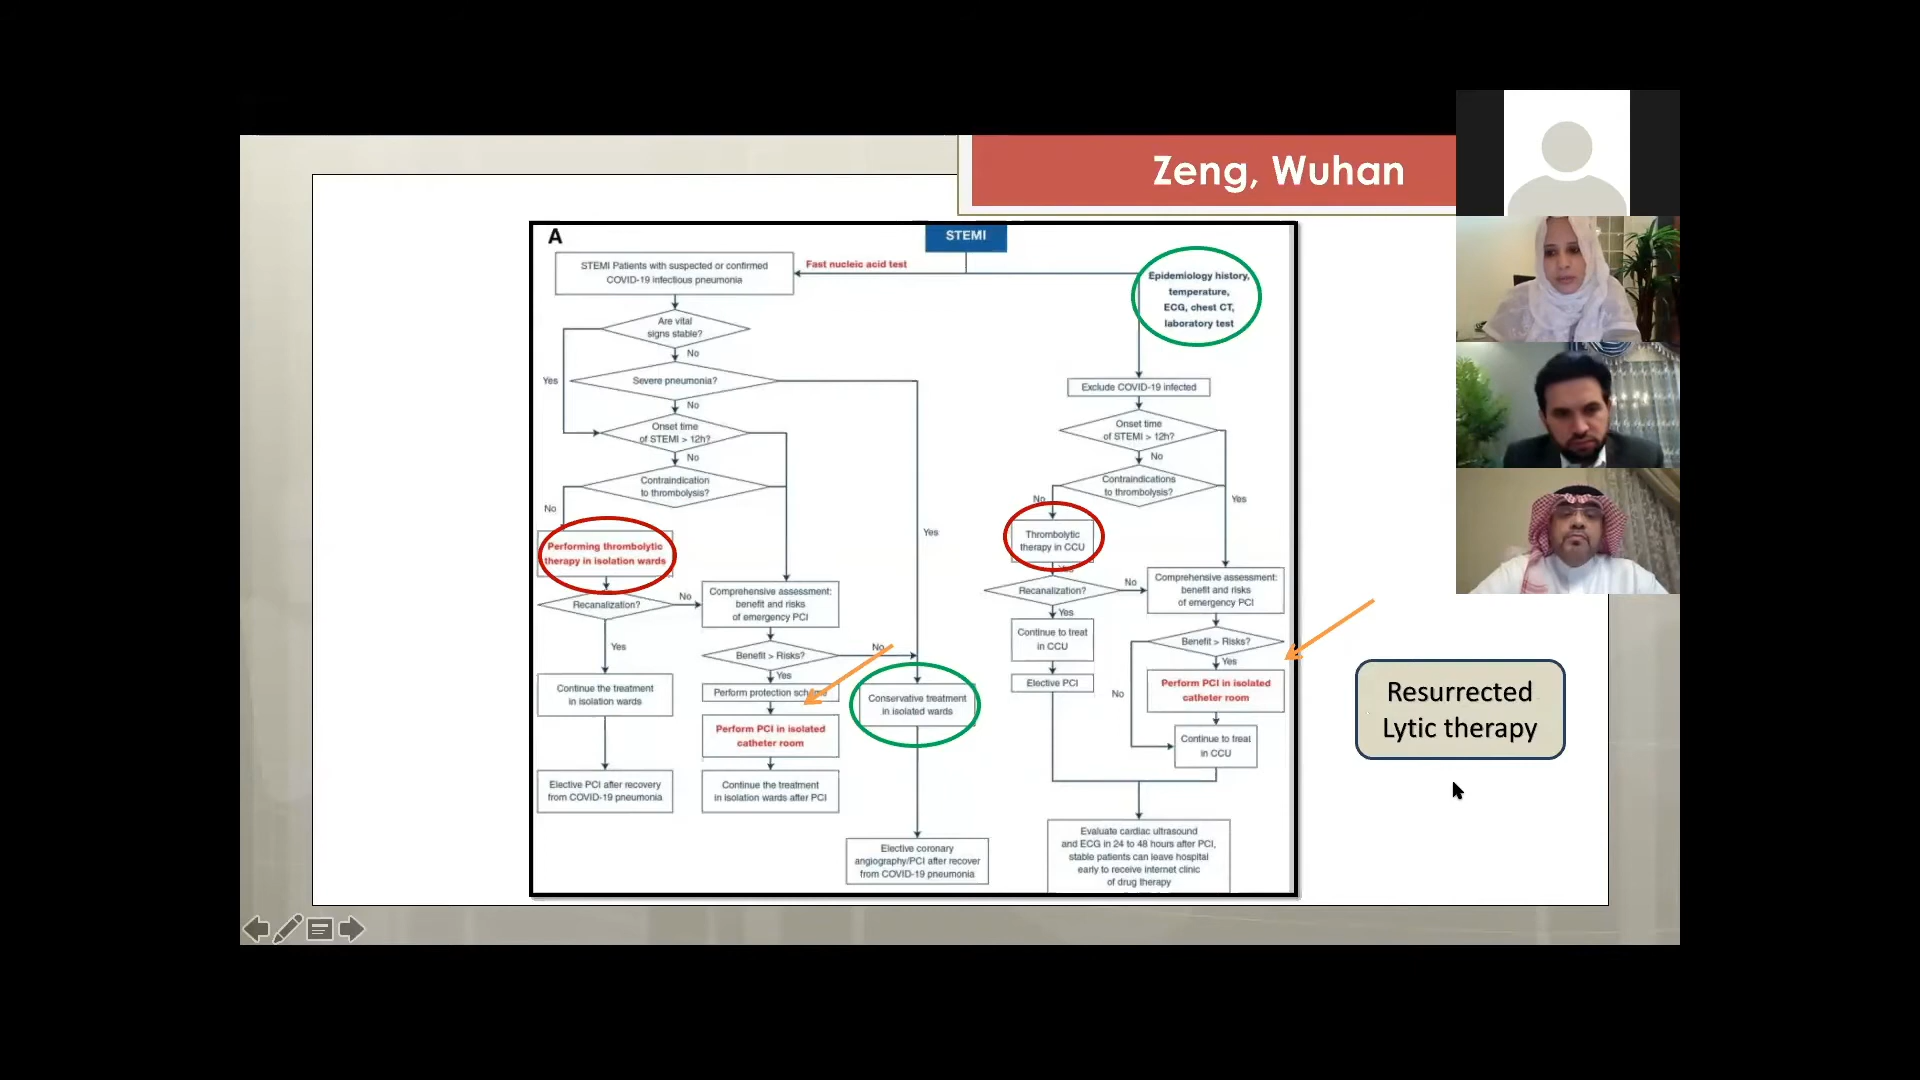 Zeng, Wuhan
A
STEMI
Fast nucleic acid test
STEMI Patients with suspected or confirmed
COVID-19 infectious pneumonia
Are vital
signs stable?
No
Yes
Severe pneumonia?
No
Onset time
of STEMI > 12h?
No
Contraindication
to thrombolysis?
No
Performing thrombolytic
therapy in isolation wards
Recanalization?
No
Yes
Continue the treatment
in isolation wards
Elective PCI after recovery
from COVID-19 pneumonia
Comprehensive assessment:
benefit and risks
of emergency PCI
Benefit > Risks?
No
Yes
Perform protection scheme
Perform PCI in isolated
catheter room
Continue the treatment
in isolation wards after PCI
Yes
Conservative treatment
in isolated wards
Elective coronary
angiography/PCI after recover
from COVID-19 pneumonia
Epidemiology history,
temperature,
ECG, chest CT,
laboratory test
Exclude COVID-19 infected
Onset time
of STEMI > 12h?
No
Contraindications
to thrombolysis?
No
Yes
Thrombolytic
therapy in CCU
Yes
Recanalization?
No
Yes
Continue to treat
in CCU
Elective PCI
Comprehensive assessment:
benefit and risks
of emergency PCI
Benefit > Risks?
Yes
No
Perform PCI in isolated
catheter room
Continue to treat
in CCU
Evaluate cardiac ultrasound
and ECG in 24 to 48 hours after PCI,
stable patients can leave hospital
early to receive internet clinic
of drug therapy
Resurrected
Lytic therapy